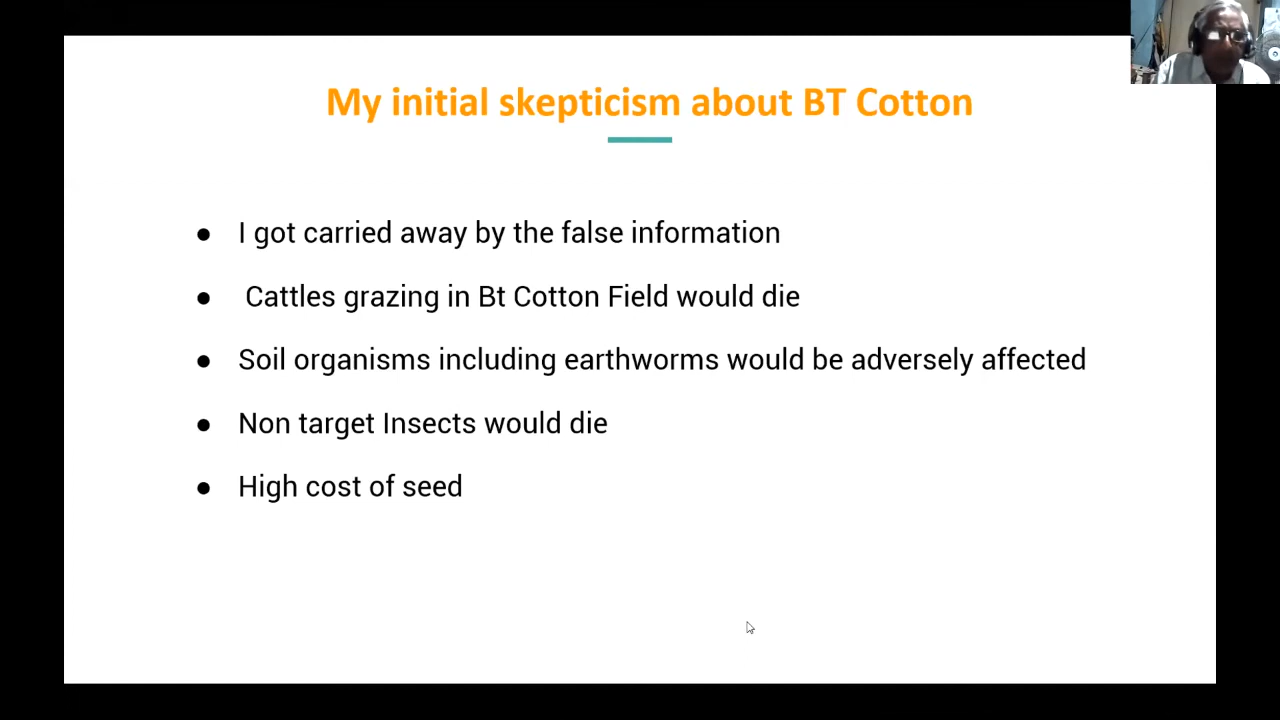 My initial skepticism about BT Cotton
● I got carried away by the false information
● Cattles grazing in Bt Cotton Field would die
● Soil organisms including earthworms would be adversely affected
● Non target Insects would die
● High cost of seed